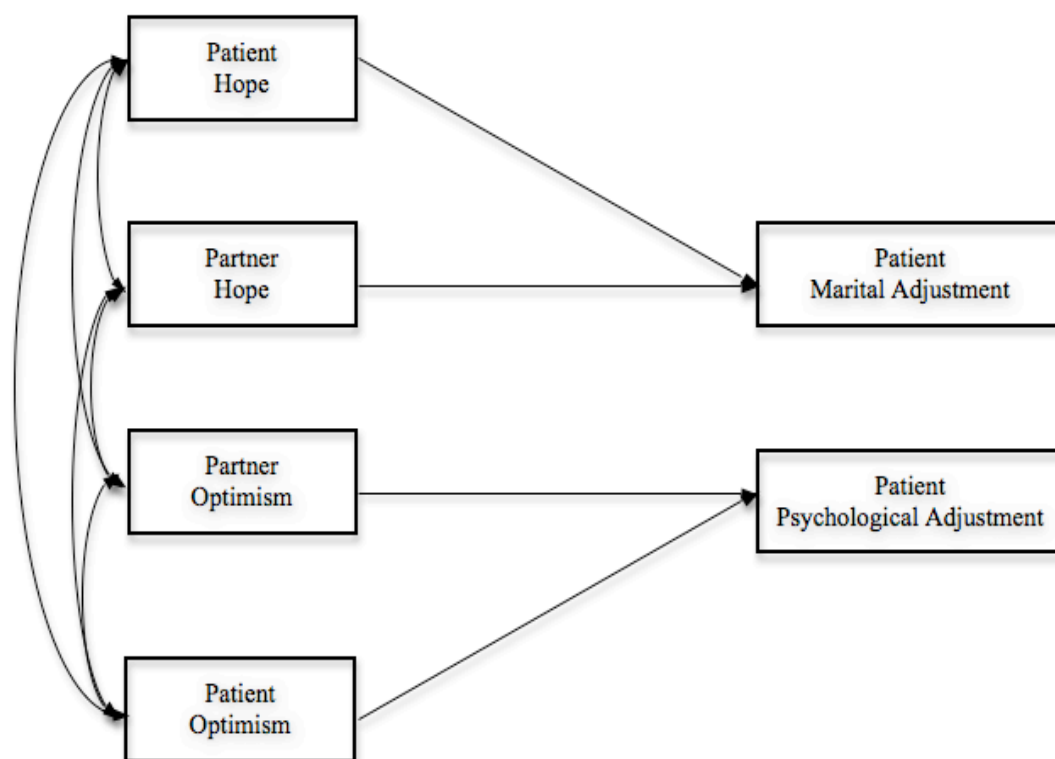 Patient
Hope
Partner
Hope
Patient
Marital Adjustment
Partner
Optimism
Patient
Psychological Adjustment
Patient
Optimism